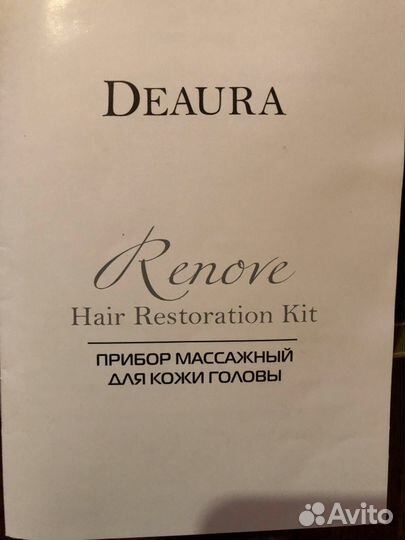 DEAURA
Renove
Hair Restoration Kit
ПРИБОР МАССАЖНЫЙ
ДЛЯ КОЖИ ГОЛОВЫ
Avito